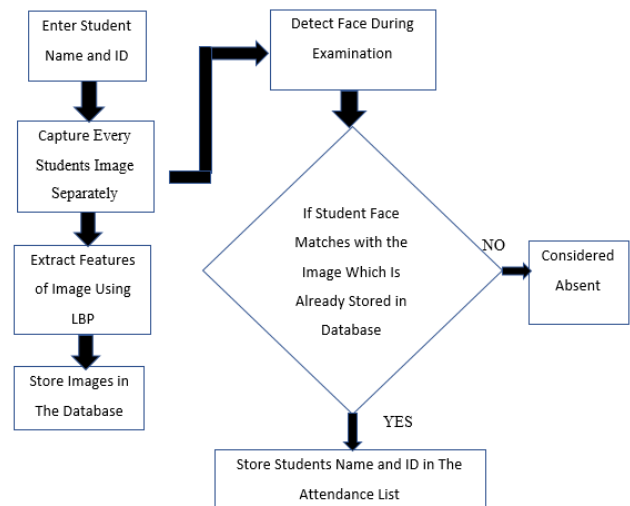 Enter Student
Name and ID
Capture Every
Students Image
Separately
Extract Features
of Image Using
LBP
Store Images in
The Database
Detect Face During
Examination
If Student Face
Matches with the
Image Which Is
Already Stored in
Database
NO
Considered
Absent
YES
Store Students Name and ID in The
Attendance List